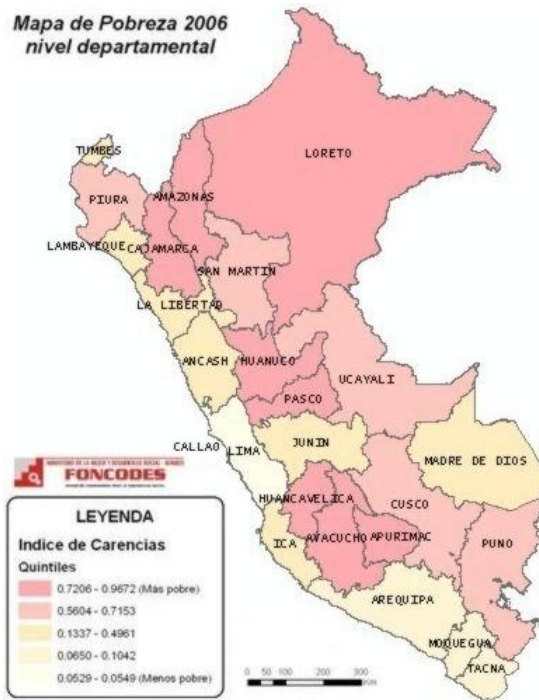 Mapa de Pobreza 2006
nivel departamental
TUMBES
LORETO
PIURA
AMAZONAS
LAMBAYEQUE
CAJAMARCA
SAN MARTIN
LA LIBERTAD
ANCASH
HUANUCO
UCAYALI
PASCO
CALLAO
LIMA
JUNIN
MADRE DE DIOS
HUANCAVELICA
CUSCO
ICA
AYACUCHO
APURIMAC
PUNO
AREQUIPA
MOQUEGUA
TACNA
FONCODES
LEYENDA
Indice de Carencias
Quintiles
0.7206 - 0.9672 (Más pobre)
0.5604 - 0.7153
0.1337 - 0.4961
0.0650 - 0.1042
0.0529 - 0.0549 (Menos pobre)
0 50 100 200 300